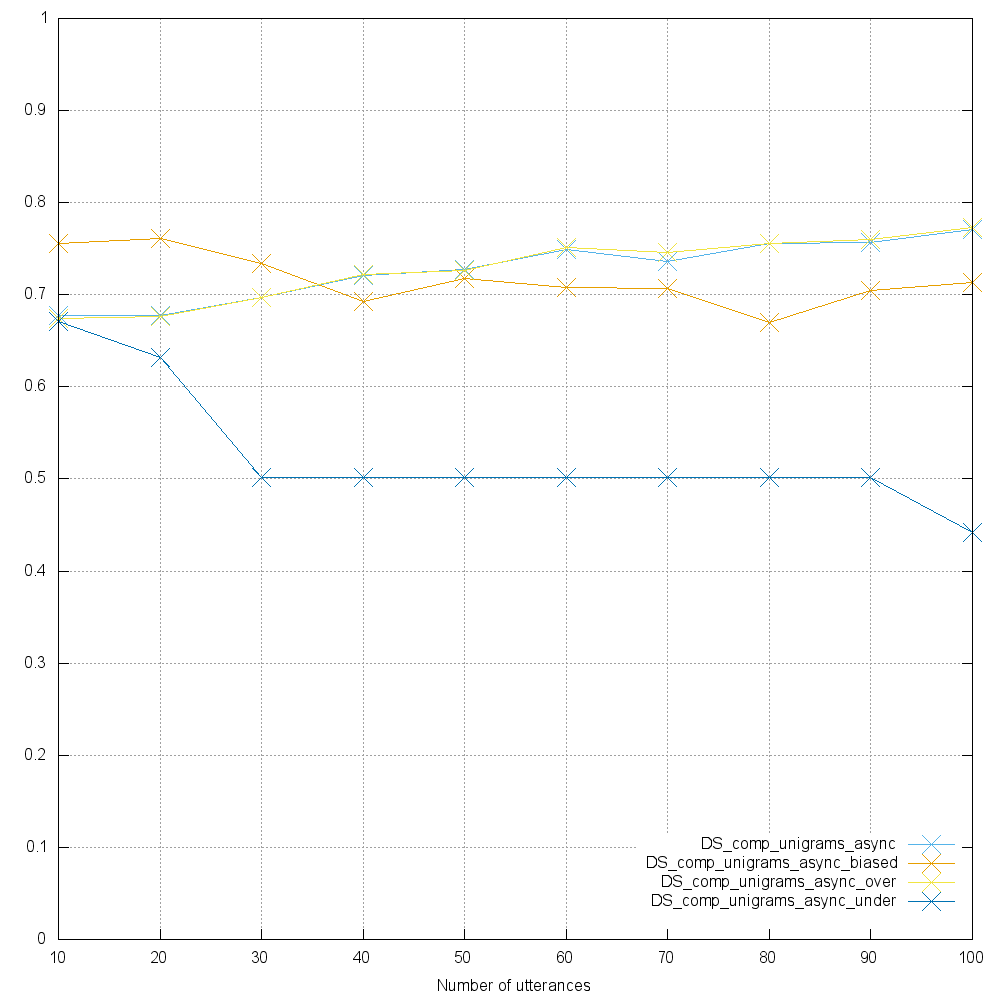 1
0.9
0.8
0.7
0.6
0.5
0.4
0.3
0.2
0.1
0
DS_comp_unigrams_async
DS_comp_unigrams_async_biased
DS_comp_unigrams_async_over
DS_comp_unigrams_async_under
10 20 30 40 50 60 70 80 90 100
Number of utterances